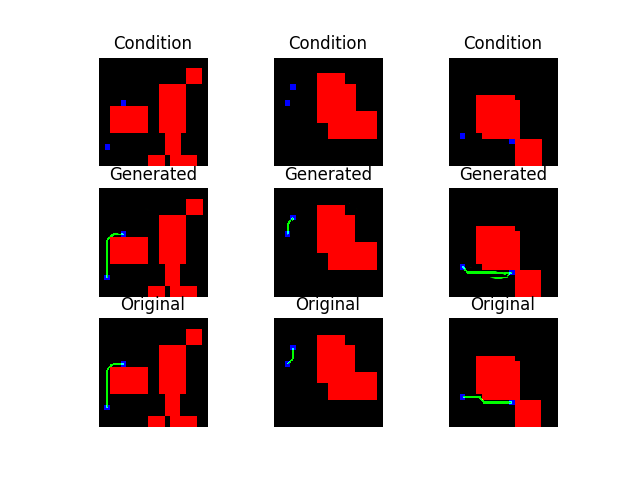 Condition
Condition
Condition
Generated
Generated
Generated
Original
Original
Original